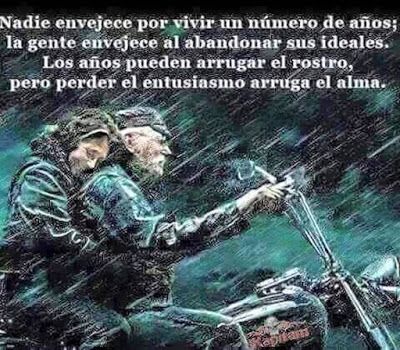 Nadie envejece por vivir un número de años;
la gente envejece al abandonar sus ideales.
Los años pueden arrugar el rostro,
pero perder el entusiasmo arruga el alma.
Kapitan